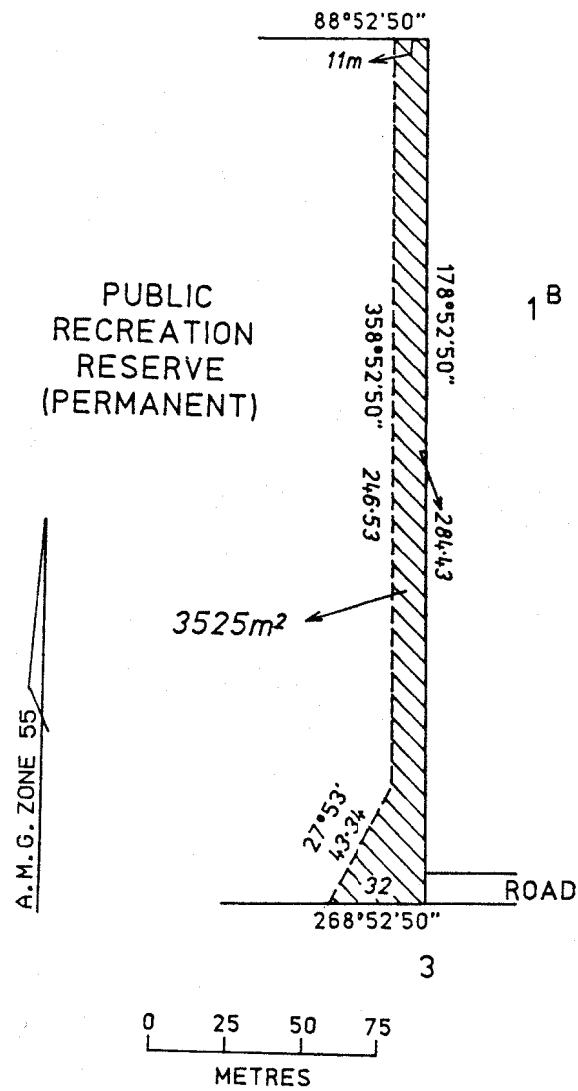 88°52'50"
11m
PUBLIC
RECREATION
RESERVE
(PERMANENT)
178°52'50"
1B
358°52'50" 246·53
284·43
3525m²
A.M.G. ZONE 55
27°53'
43·34
32
ROAD
268°52'50"
3
0 25 50 75
METRES